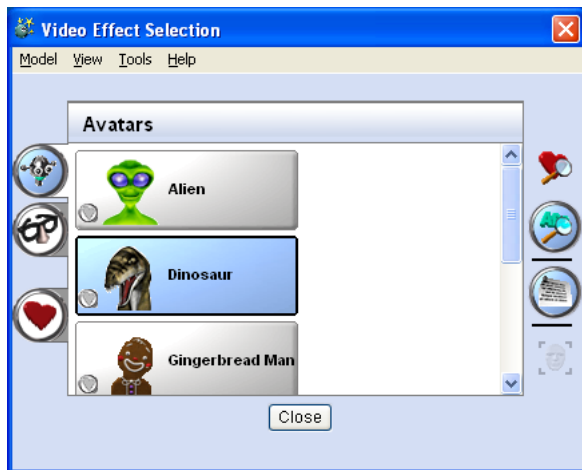 Video Effect Selection
Model View Tools Help
Avatars
Alien
Dinosaur
Gingerbread Man
Close